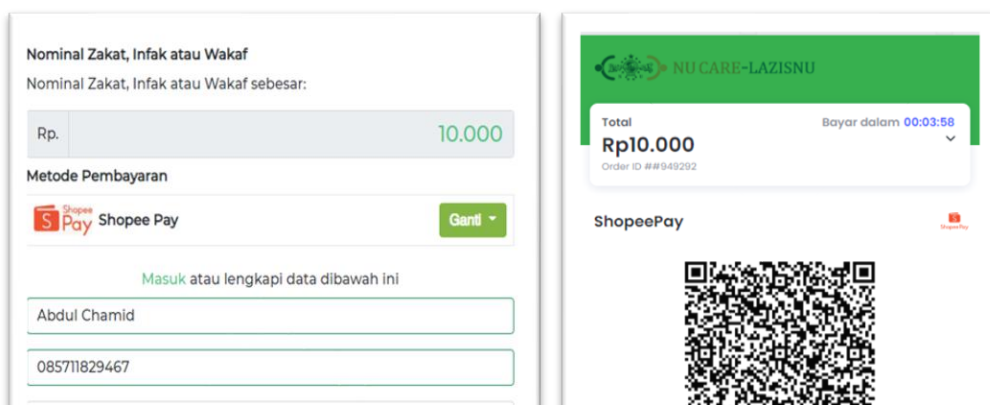 Nominal Zakat, Infak atau Wakaf
Nominal Zakat, Infak atau Wakaf sebesar:
Rp. 10.000
Metode Pembayaran
Shopee Pay Shopee Pay Ganti
Masuk atau lengkapi data dibawah ini
Abdul Chamid
085711829467
NU CARE-LAZISNU
Total Bayar dalam 00:03:58
Rp10.000
Order ID ##949292
ShopeePay
ShopeePay